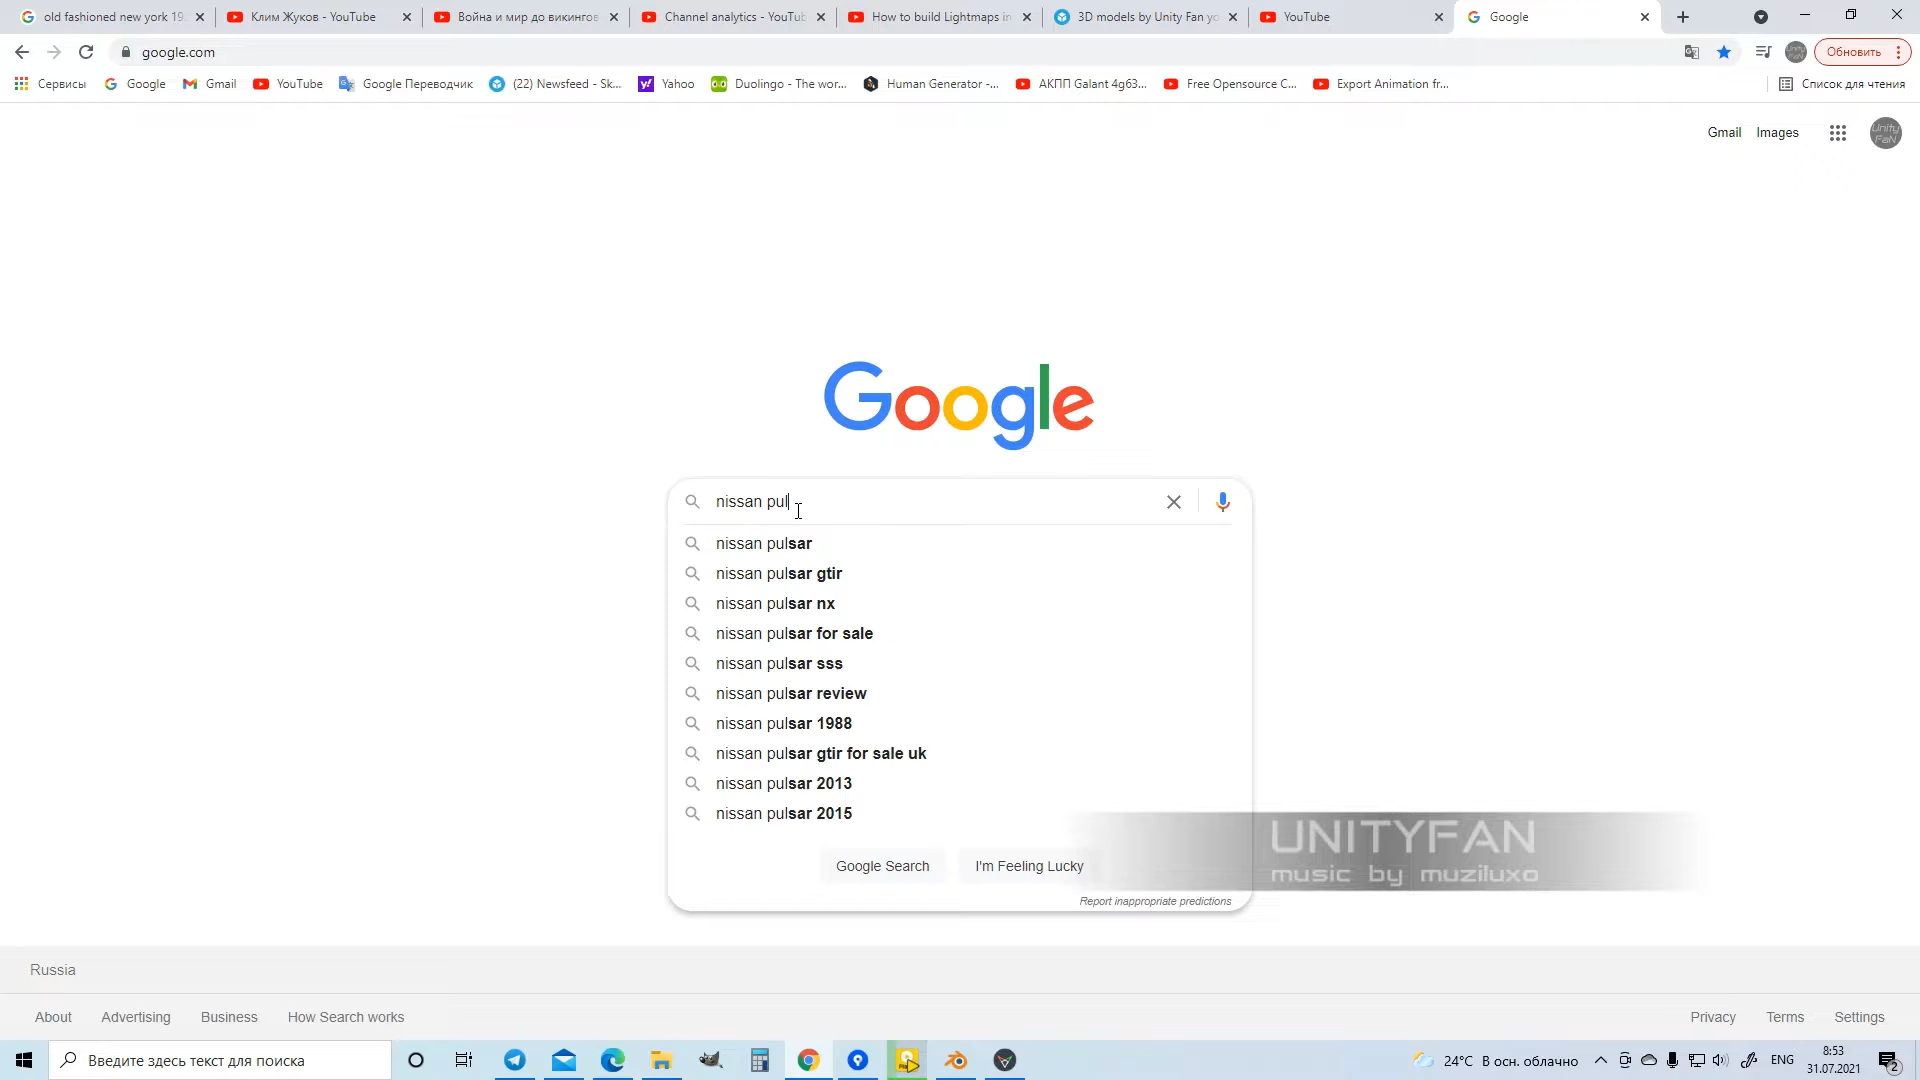 old fashioned new york 19
Клим Жуков - YouTube
Война и мир до викингов
Channel analytics - YouTub
How to build Lightmaps in
3D models by Unity Fan yo
YouTube
Google
google.com
Обновить
Сервисы
Google
Gmail
YouTube
Google Переводчик
(22) Newsfeed - Sk...
Yahoo
Duolingo - The wor...
Human Generator -...
АКПП Galant 4g63...
Free Opensource C...
Export Animation fr...
Список для чтения
Gmail
Images
Unity
FaN
Google
nissan pul
nissan pulsar
nissan pulsar gtir
nissan pulsar nx
nissan pulsar for sale
nissan pulsar sss
nissan pulsar review
nissan pulsar 1988
nissan pulsar gtir for sale uk
nissan pulsar 2013
nissan pulsar 2015
Google Search
I'm Feeling Lucky
Report inappropriate predictions
UNITYFAN
music by muziluxo
Russia
About
Advertising
Business
How Search works
Privacy
Terms
Settings
Введите здесь текст для поиска
24°C В осн. облачно
ENG
8:53
31.07.2021
2